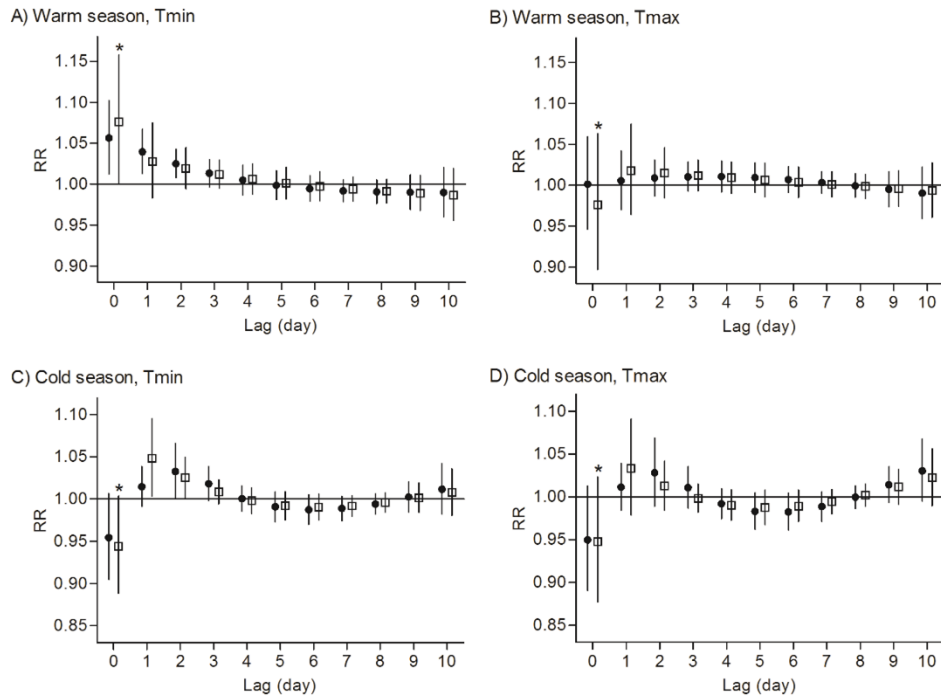 A) Warm season, Tmin
*
1.15
1.10
1.05
1.00
0.95
0.90
RR
0 1 2 3 4 5 6 7 8 9 10
Lag (day)
B) Warm season, Tmax
*
1.15
1.10
1.05
1.00
0.95
0.90
RR
0 1 2 3 4 5 6 7 8 9 10
Lag (day)
C) Cold season, Tmin
*
1.10
1.05
1.00
0.95
0.90
0.85
RR
0 1 2 3 4 5 6 7 8 9 10
Lag (day)
D) Cold season, Tmax
*
1.10
1.05
1.00
0.95
0.90
0.85
RR
0 1 2 3 4 5 6 7 8 9 10
Lag (day)